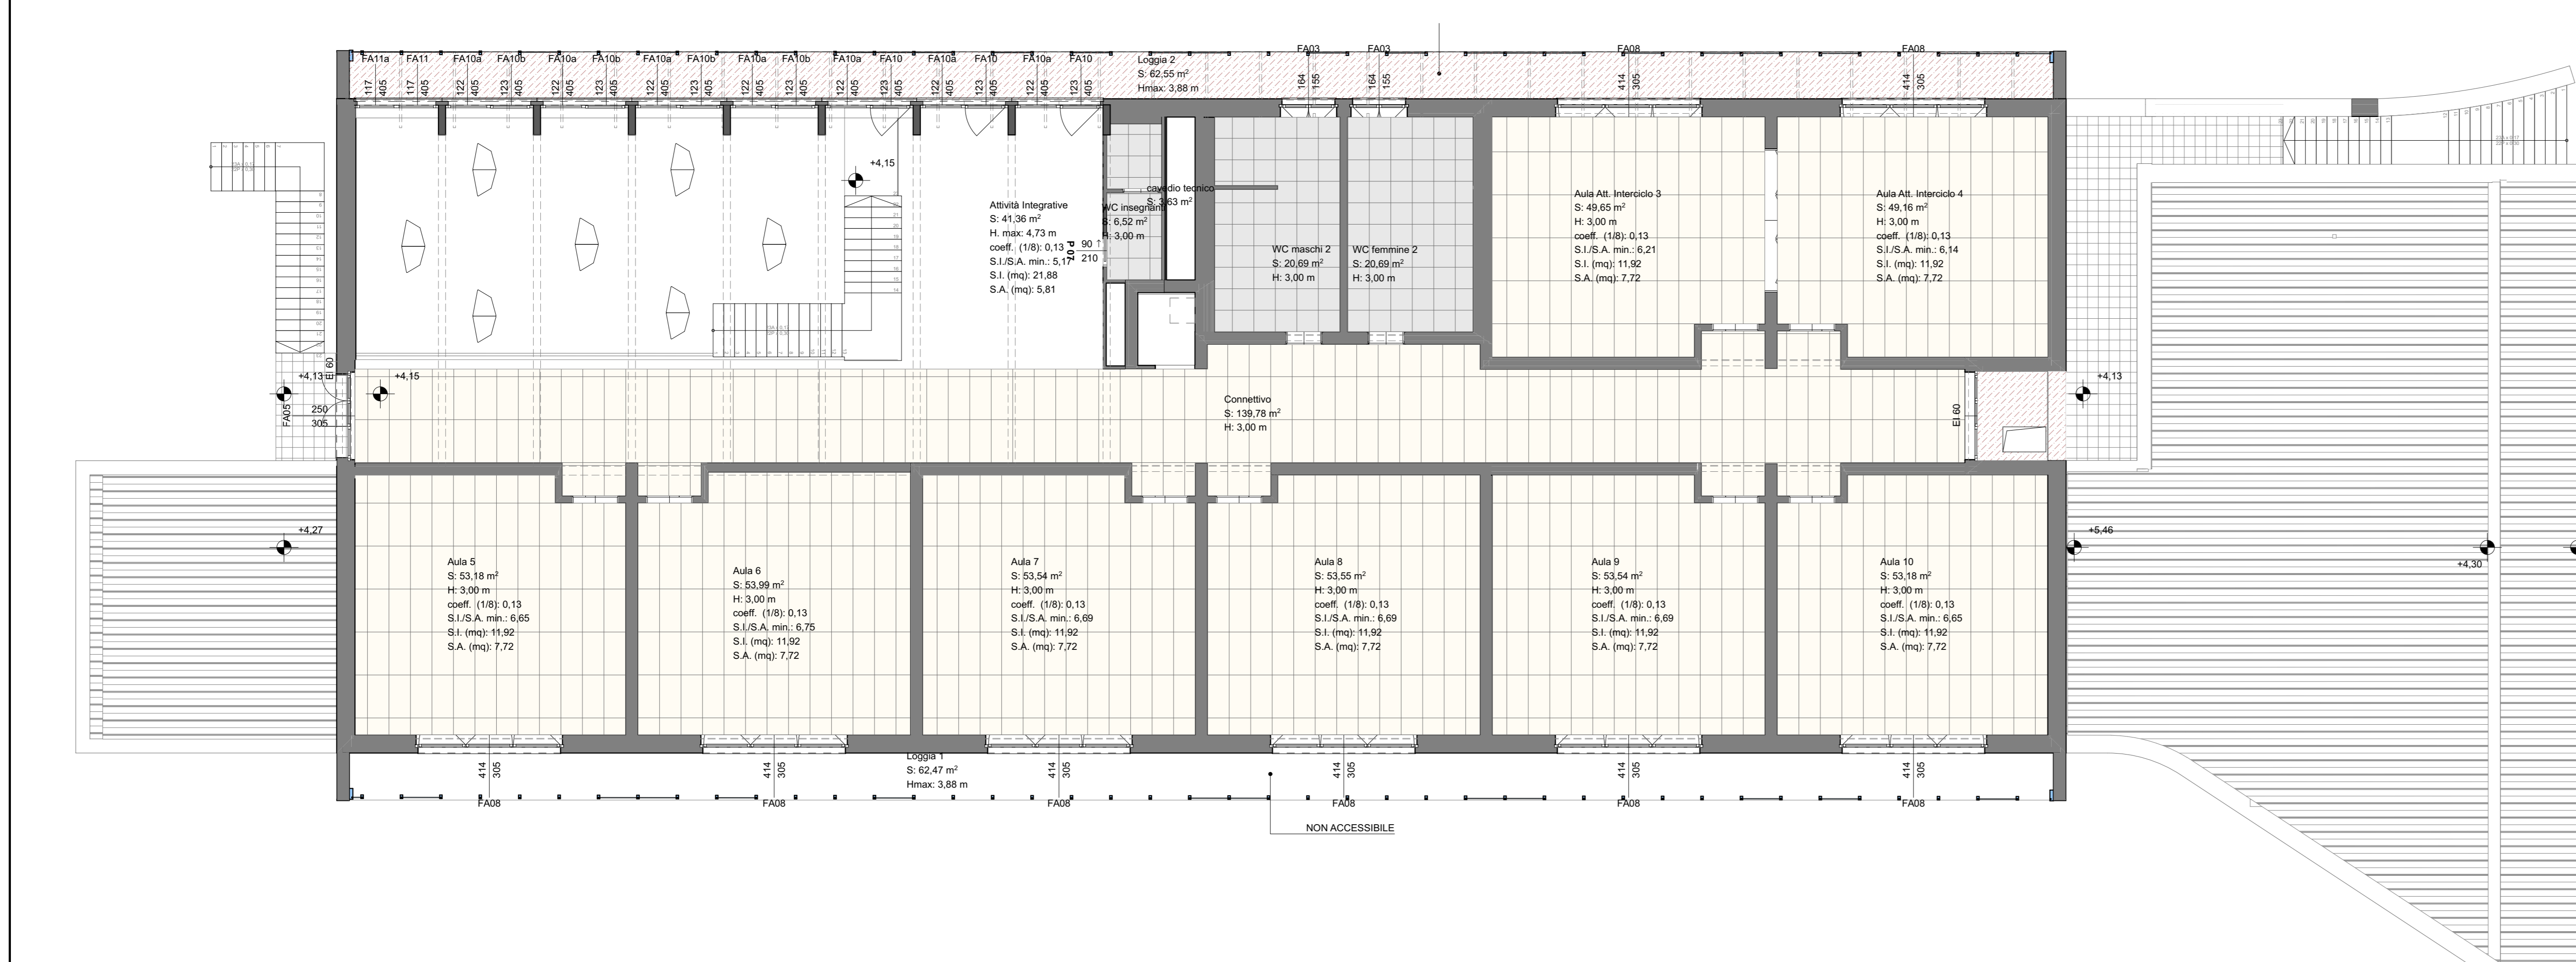 FA11a FA11 FA10a FA10b FA10a FA10b FA10a FA10b FA10a FA10b FA10a FA10 FA10a FA10 FA10a FA10
117 405 117 405 122 405 123 405 122 405 123 405 122 405 123 405 122 405 123 405 122 405 123 405 122 405 123 405 122 405 123 405
Loggia 2
S: 62,55 m²
Hmax: 3,88 m
FA03 FA03 FA08 FA08
164 155 164 155 414 305 414 305
+4,15
Attività Integrative
S: 41,36 m²
H. max: 4,73 m
coeff. (1/8): 0,13
S.I./S.A. min.: 5,17
S.I. (mq): 21,88
S.A. (mq): 5,81
P 07
90 ↑
210
WC insegnanti
S: 6,52 m²
H: 3,00 m
cavedio tecnico
S: 3,63 m²
WC maschi 2
S: 20,69 m²
H: 3,00 m
WC femmine 2
S: 20,69 m²
H: 3,00 m
Aula Att. Interciclo 3
S: 49,65 m²
H: 3,00 m
coeff. (1/8): 0,13
S.I./S.A. min.: 6,21
S.I. (mq): 11,92
S.A. (mq): 7,72
Aula Att. Interciclo 4
S: 49,16 m²
H: 3,00 m
coeff. (1/8): 0,13
S.I./S.A. min.: 6,14
S.I. (mq): 11,92
S.A. (mq): 7,72
+4,13
EI 60
+4,15
FA05
250
305
Connettivo
S: 139,78 m²
H: 3,00 m
EI 60
+4,13
+4,27
Aula 5
S: 53,18 m²
H: 3,00 m
coeff. (1/8): 0,13
S.I./S.A. min.: 6,65
S.I. (mq): 11,92
S.A. (mq): 7,72
Aula 6
S: 53,99 m²
H: 3,00 m
coeff. (1/8): 0,13
S.I./S.A. min.: 6,75
S.I. (mq): 11,92
S.A. (mq): 7,72
Aula 7
S: 53,54 m²
H: 3,00 m
coeff. (1/8): 0,13
S.I./S.A. min.: 6,69
S.I. (mq): 11,92
S.A. (mq): 7,72
Aula 8
S: 53,55 m²
H: 3,00 m
coeff. (1/8): 0,13
S.I./S.A. min.: 6,69
S.I. (mq): 11,92
S.A. (mq): 7,72
Aula 9
S: 53,54 m²
H: 3,00 m
coeff. (1/8): 0,13
S.I./S.A. min.: 6,69
S.I. (mq): 11,92
S.A. (mq): 7,72
Aula 10
S: 53,18 m²
H: 3,00 m
coeff. (1/8): 0,13
S.I./S.A. min.: 6,65
S.I. (mq): 11,92
S.A. (mq): 7,72
+5,46
+4,30
Loggia 1
S: 62,47 m²
Hmax: 3,88 m
414 305 414 305 414 305 414 305 414 305 414 305
FA08 FA08 FA08 FA08 FA08 FA08
NON ACCESSIBILE